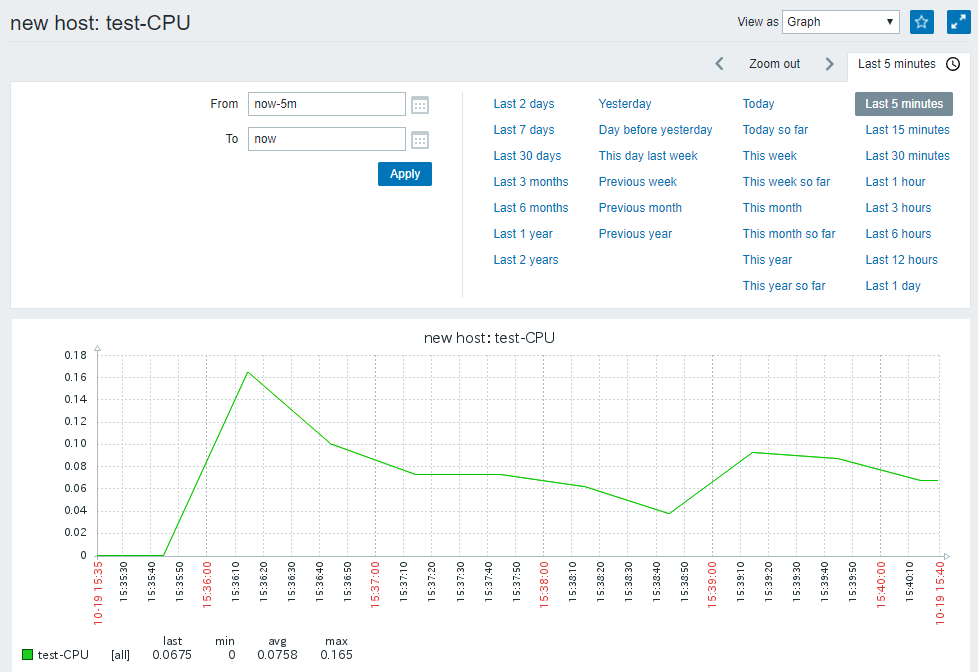 new host: test-CPU
View as Graph
Zoom out Last 5 minutes
From now-5m
To now
Apply
Last 2 days Yesterday Today Last 5 minutes
Last 7 days Day before yesterday Today so far Last 15 minutes
Last 30 days This day last week This week Last 30 minutes
Last 3 months Previous week This week so far Last 1 hour
Last 6 months Previous month This month Last 3 hours
Last 1 year Previous year This month so far Last 6 hours
Last 2 years This year Last 12 hours
This year so far Last 1 day
new host: test-CPU
0.18
0.16
0.14
0.12
0.10
0.08
0.06
0.04
0.02
0
10-19 15:35 15:35:30 15:35:40 15:35:50 15:36:00 15:36:10 15:36:20 15:36:30 15:36:40 15:36:50 15:37:00 15:37:10 15:37:20 15:37:30 15:37:40 15:37:50 15:38:00 15:38:10 15:38:20 15:38:30 15:38:40 15:38:50 15:39:00 15:39:10 15:39:20 15:39:30 15:39:40 15:39:50 15:40:00 15:40:10 10-19 15:40
last min avg max
test-CPU [all] 0.0675 0 0.0758 0.165